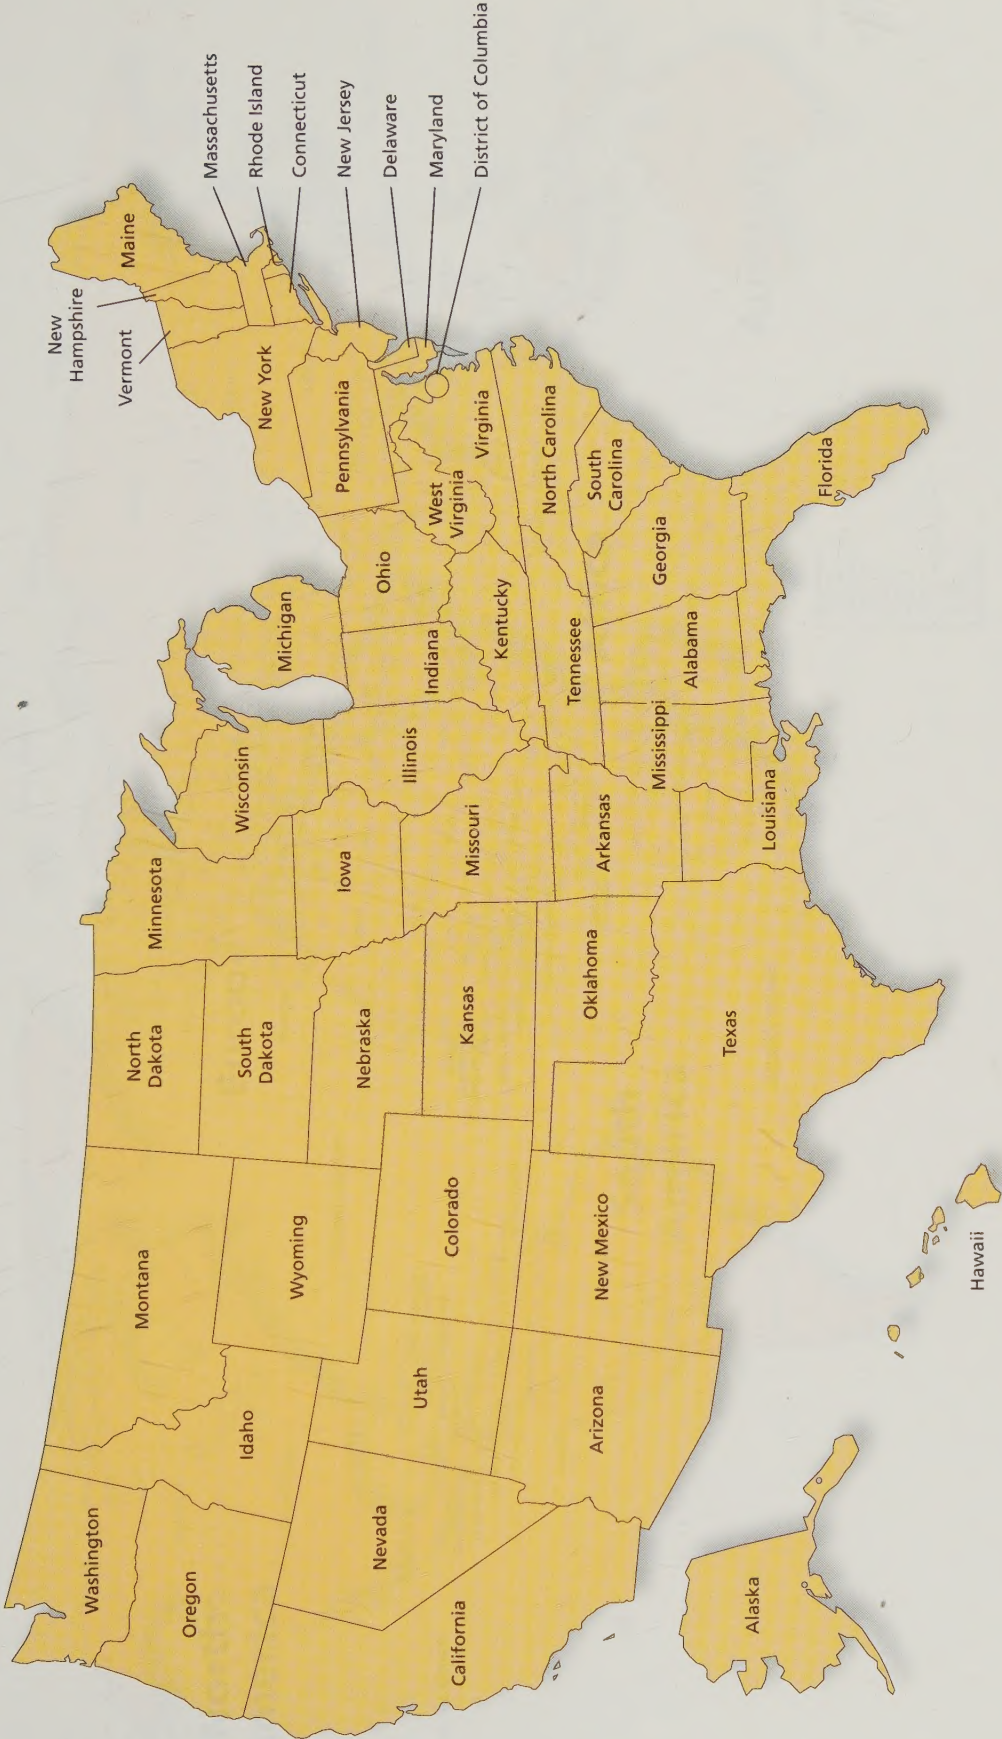 Washington
Oregon
California
Nevada
Idaho
Montana
Wyoming
Utah
Arizona
Colorado
New Mexico
North
Dakota
South
Dakota
Nebraska
Kansas
Oklahoma
Texas
Minnesota
Iowa
Missouri
Arkansas
Louisiana
Wisconsin
Illinois
Michigan
Indiana
Ohio
Kentucky
Tennessee
Mississippi
Alabama
Georgia
Florida
South
Carolina
North Carolina
Virginia
West
Virginia
Pennsylvania
New York
Vermont
New
Hampshire
Maine
Massachusetts
Rhode Island
Connecticut
New Jersey
Delaware
Maryland
District of Columbia
Alaska
Hawaii